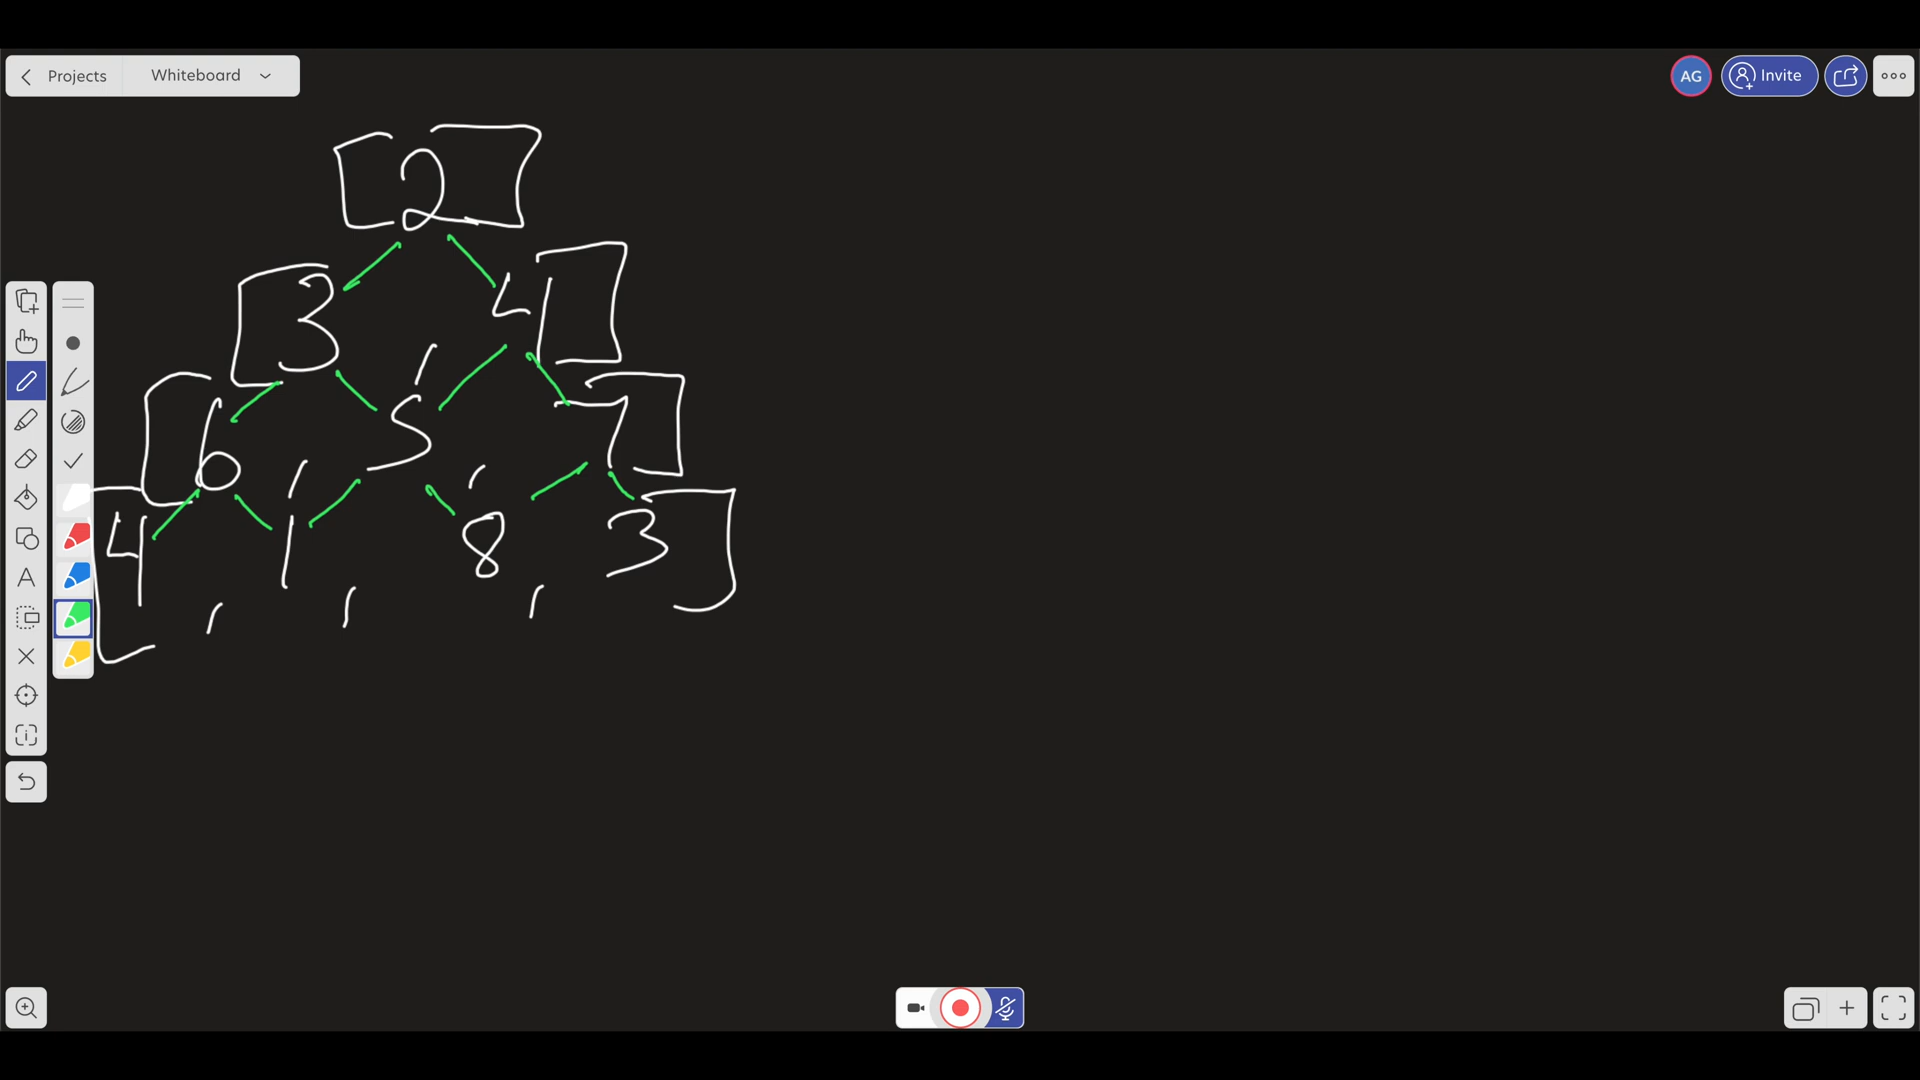 Projects Whiteboard
AG Invite
[2]
[3, 4]
[6, 5, 7]
[4, 1, 8, 3]
A